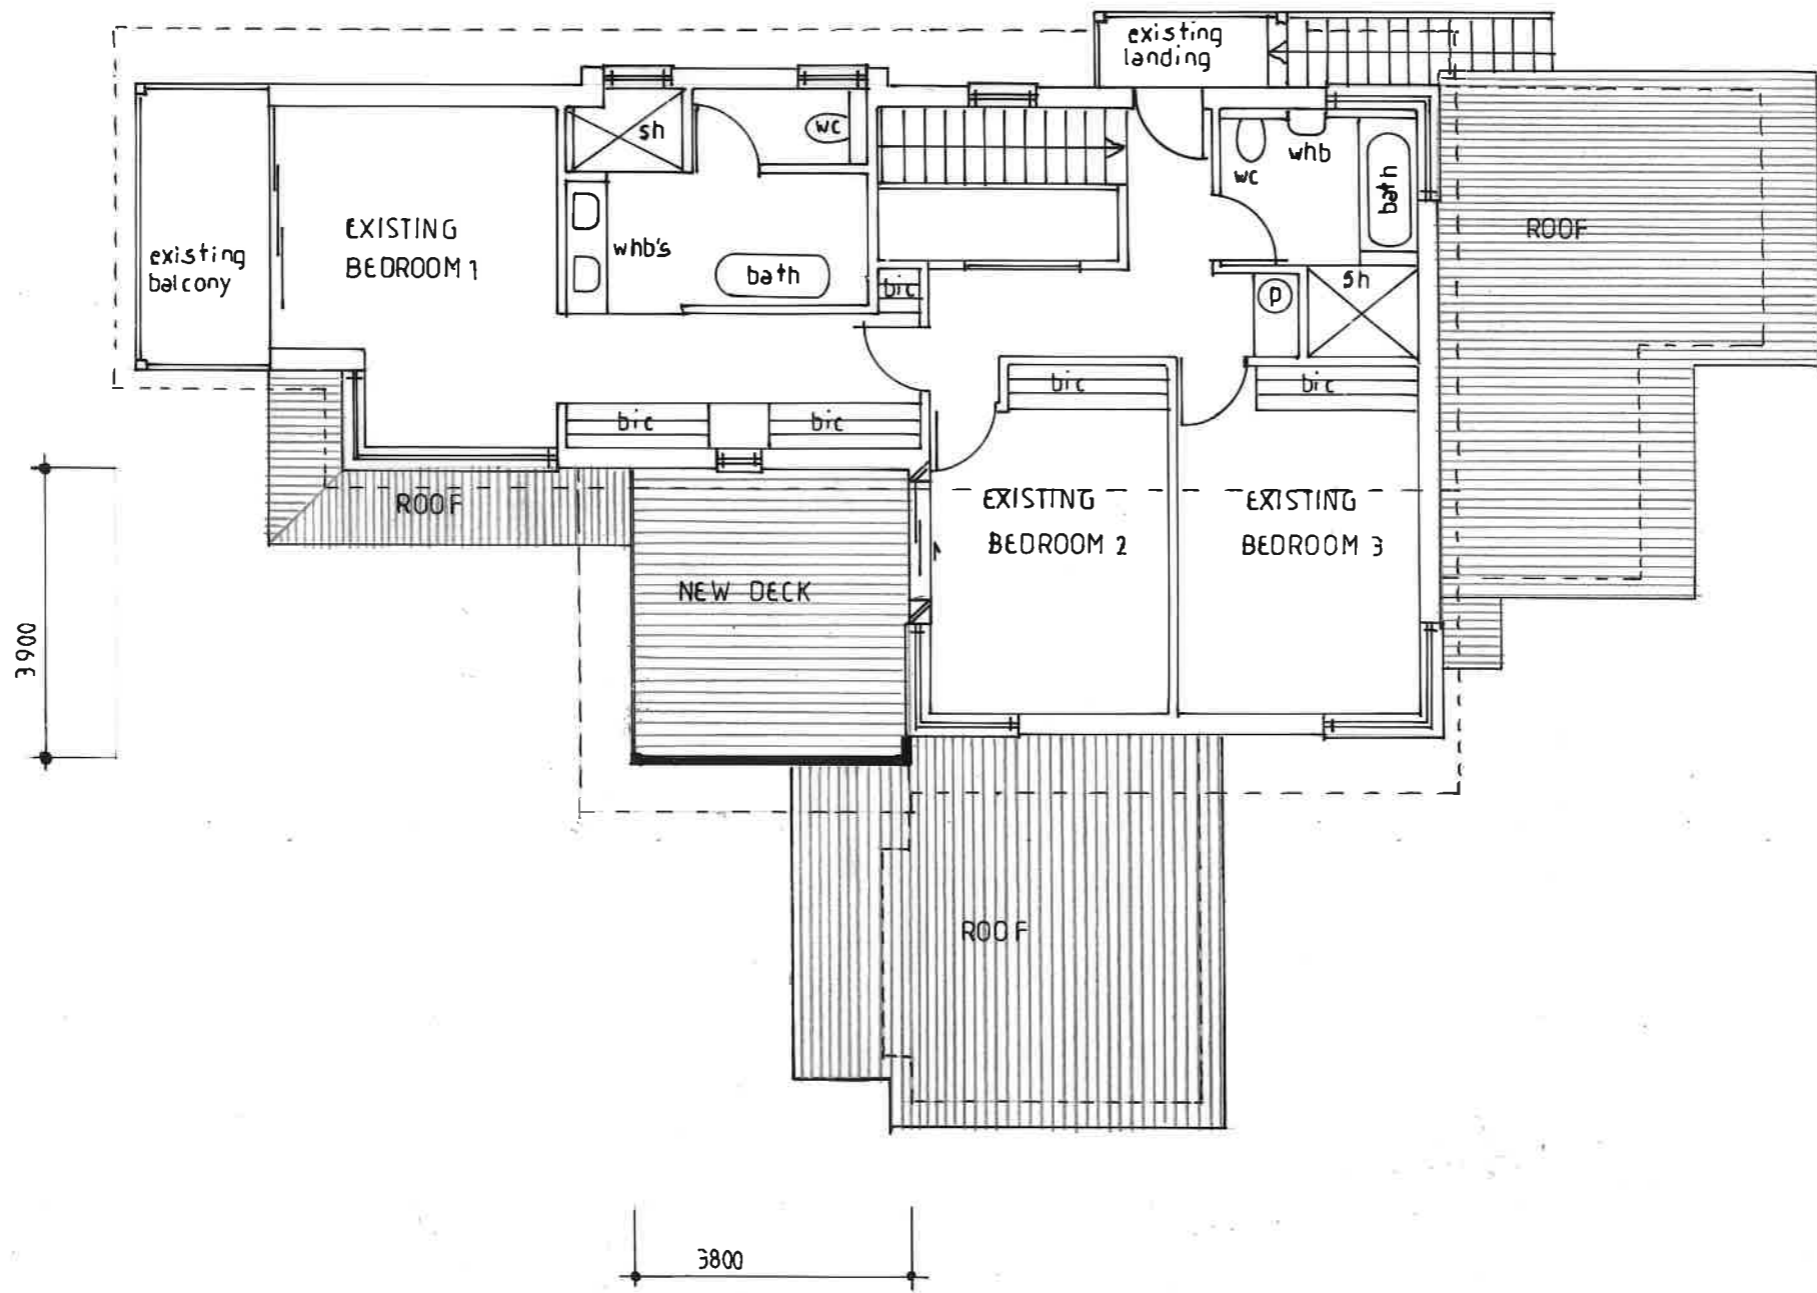 existing
landing
sh
wc
whb
wc
bath
EXISTING
BEDROOM 1
existing
balcony
whb's
bath
bic
ROOF
P
sh
bic
bic
bic
bic
ROOF
EXISTING
BEDROOM 2
EXISTING
BEDROOM 3
NEW DECK
3900
ROOF
3800